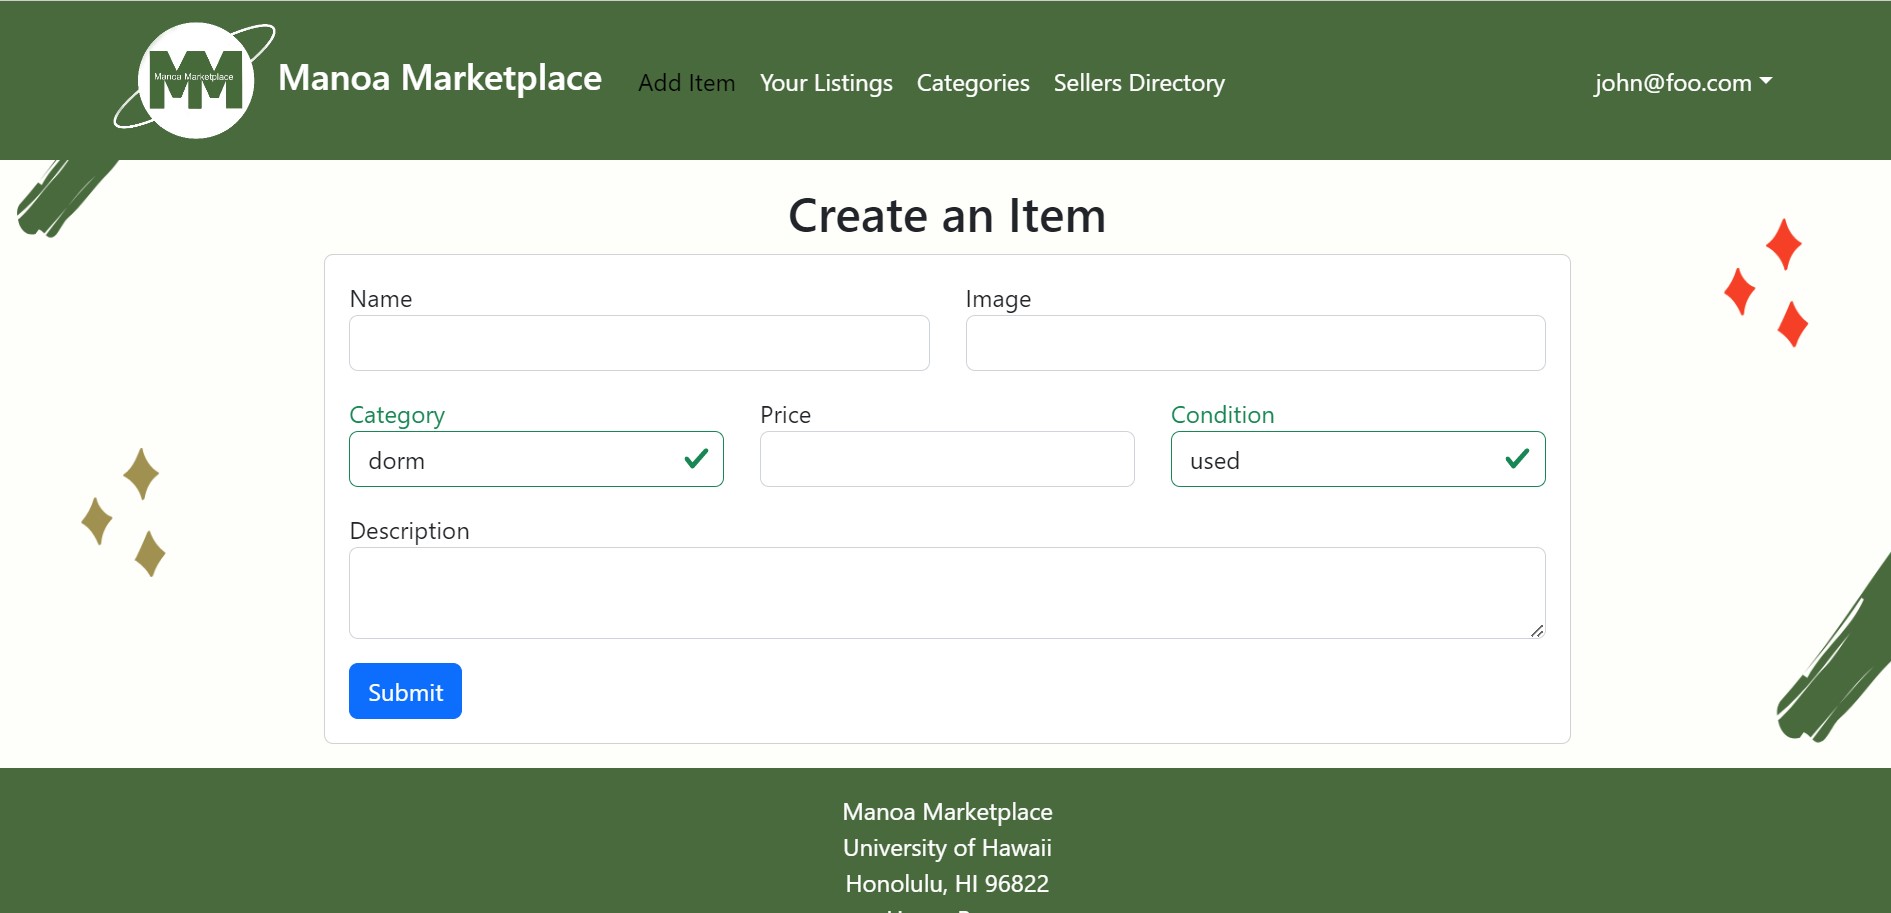 MM
Manoa Marketplace
Manoa Marketplace
Add Item
Your Listings
Categories
Sellers Directory
john@foo.com
Create an Item
Name
Image
Category
Price
Condition
dorm
used
Description
Submit
Manoa Marketplace
University of Hawaii
Honolulu, HI 96822